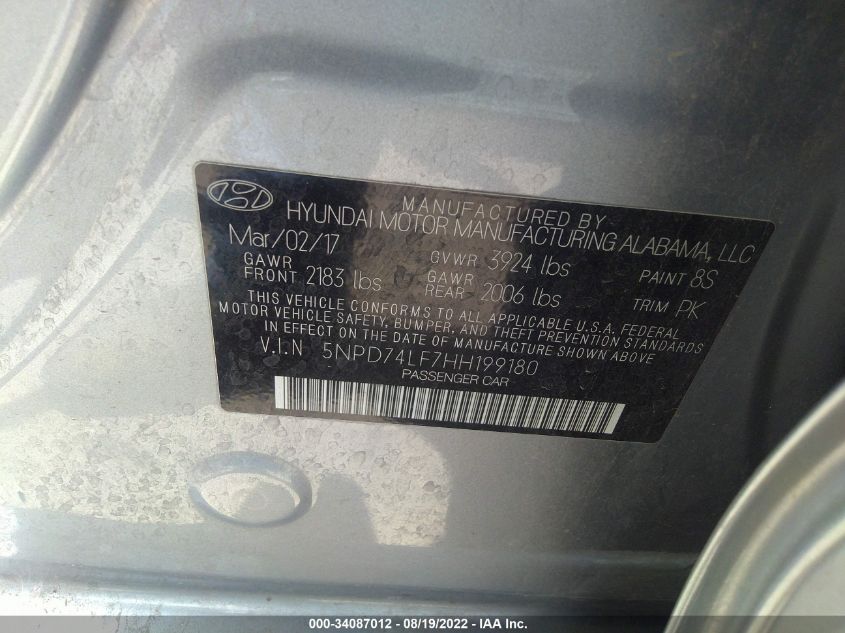 MANUFACTURED BY
HYUNDAI MOTOR MANUFACTURING ALABAMA, LLC
Mar/02/17 GVWR 3924 lbs PAINT 8S
GAWR FRONT 2183 lbs GAWR REAR 2006 lbs TRIM PK
THIS VEHICLE CONFORMS TO ALL APPLICABLE U.S.A. FEDERAL
MOTOR VEHICLE SAFETY, BUMPER, AND THEFT PREVENTION STANDARDS
IN EFFECT ON THE DATE OF MANUFACTURE SHOWN ABOVE
V.I.N 5NPD74LF7HH199180
PASSENGER CAR
000-34087012 - 08/19/2022 - IAA Inc.